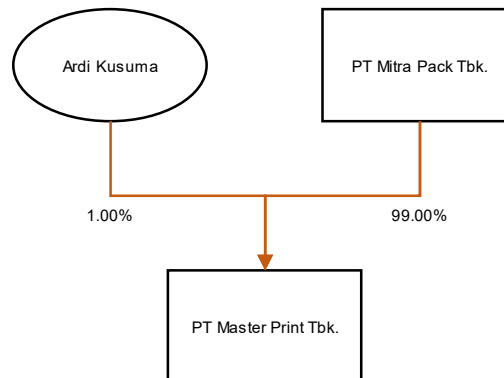 Ardi Kusuma
PT Mitra Pack Tbk.
1.00%
99.00%
PT Master Print Tbk.